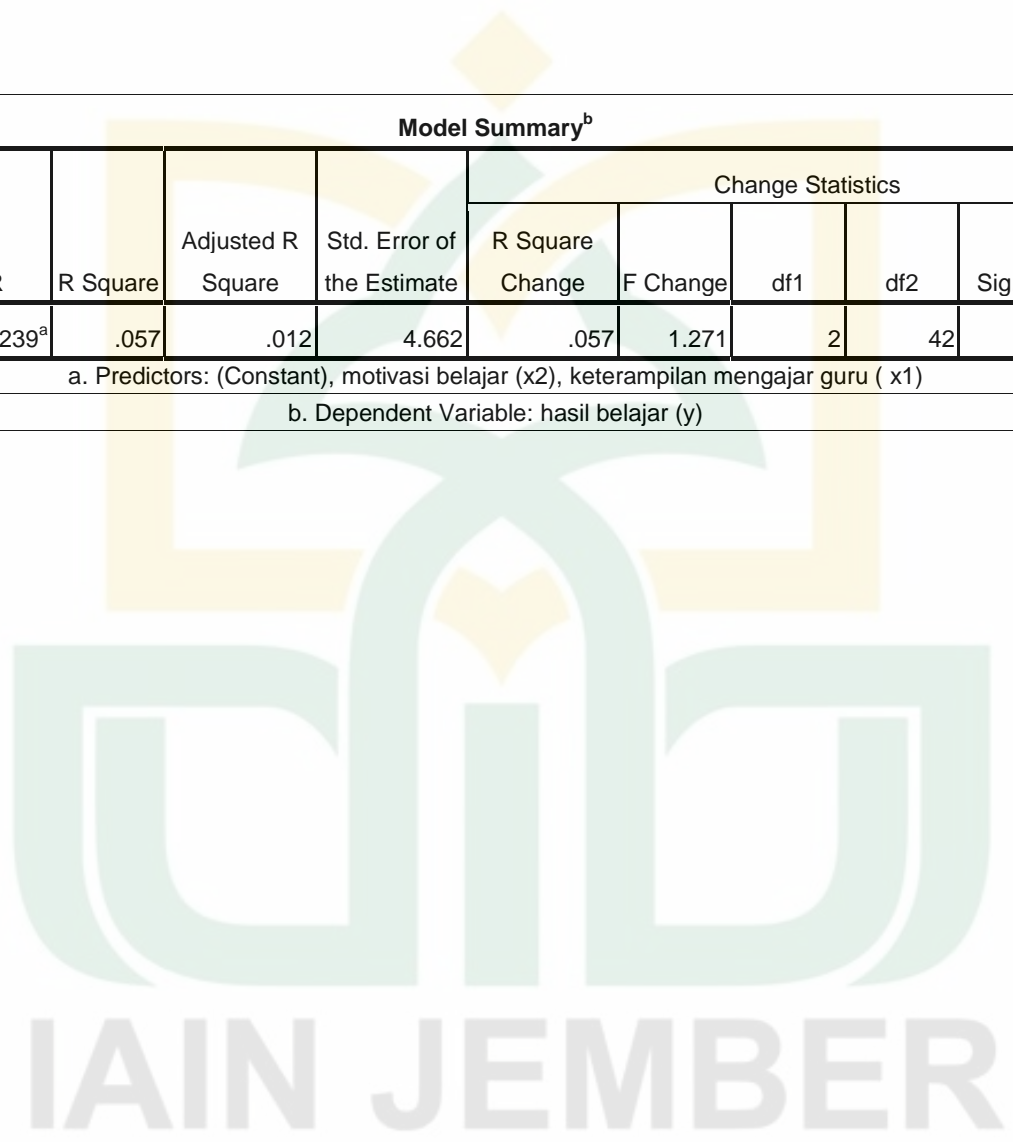 Model Summaryb
Change Statistics
Adjusted R Std. Error of R Square
R Square Square the Estimate Change F Change df1 df2 Sig
239a .057 .012 4.662 .057 1.271 2 42
a. Predictors: (Constant), motivasi belajar (x2), keterampilan mengajar guru ( x1)
b. Dependent Variable: hasil belajar (y)
IAIN JEMBER